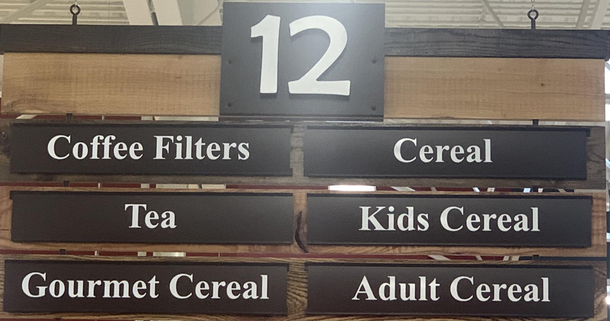 12
Coffee Filters
Cereal
Tea
Kids Cereal
Gourmet Cereal
Adult Cereal